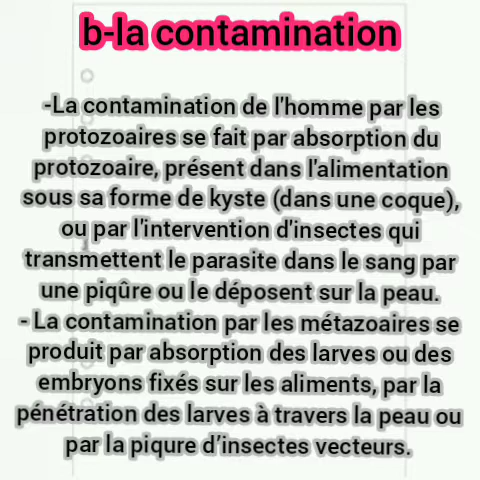 b-la contamination
-La contamination de l'homme par les
protozoaires se fait par absorption du
protozoaire, présent dans l'alimentation
sous sa forme de kyste (dans une coque),
ou par l'intervention d'insectes qui
transmettent le parasite dans le sang par
une piqûre ou le déposent sur la peau.
- La contamination par les métazoaires se
produit par absorption des larves ou des
embryons fixés sur les aliments, par la
pénétration des larves à travers la peau ou
par la piqure d’insectes vecteurs.